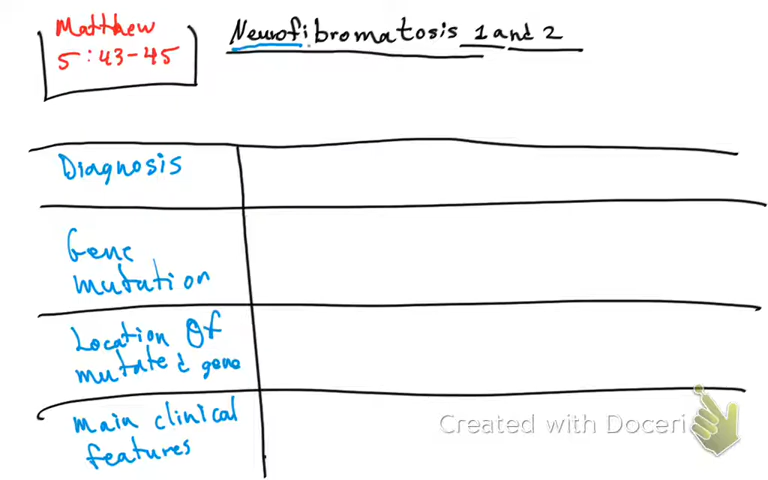 Matthew
5:43-45
Neurofibromatosis 1 and 2
Diagnosis
Gene
mutation
Location Of
mutated gene
main clinical
features
Created with Doceri